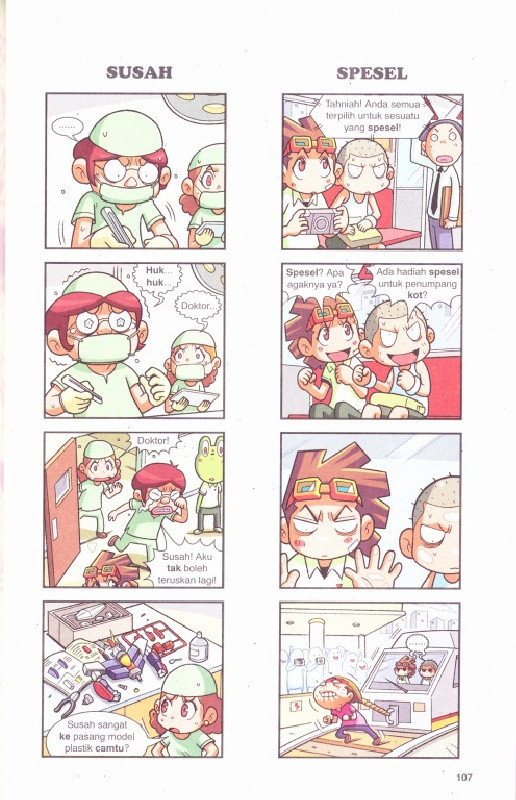 SUSAH
......
Huk...
huk...
Doktor...
Doktor!
Susah! Aku
tak boleh
teruskan lagi!
Susah sangat
ke pasang model
plastik camtu?
SPESEL
Tahniah! Anda semua
terpilih untuk sesuatu
yang spesel!
Spesel? Apa
agaknya ya?
Ada hadiah spesel
untuk penumpang
kot?
......
107